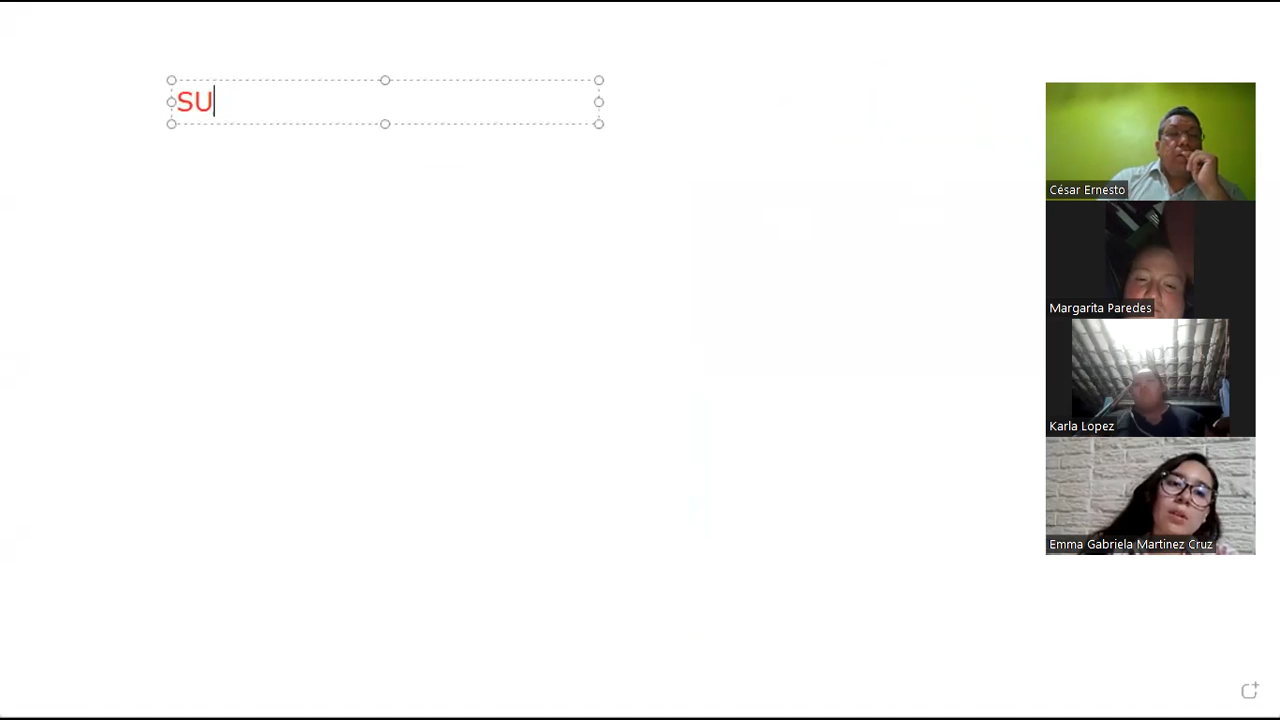 SU
César Ernesto
Margarita Paredes
Karla Lopez
Emma Gabriela Martinez Cruz